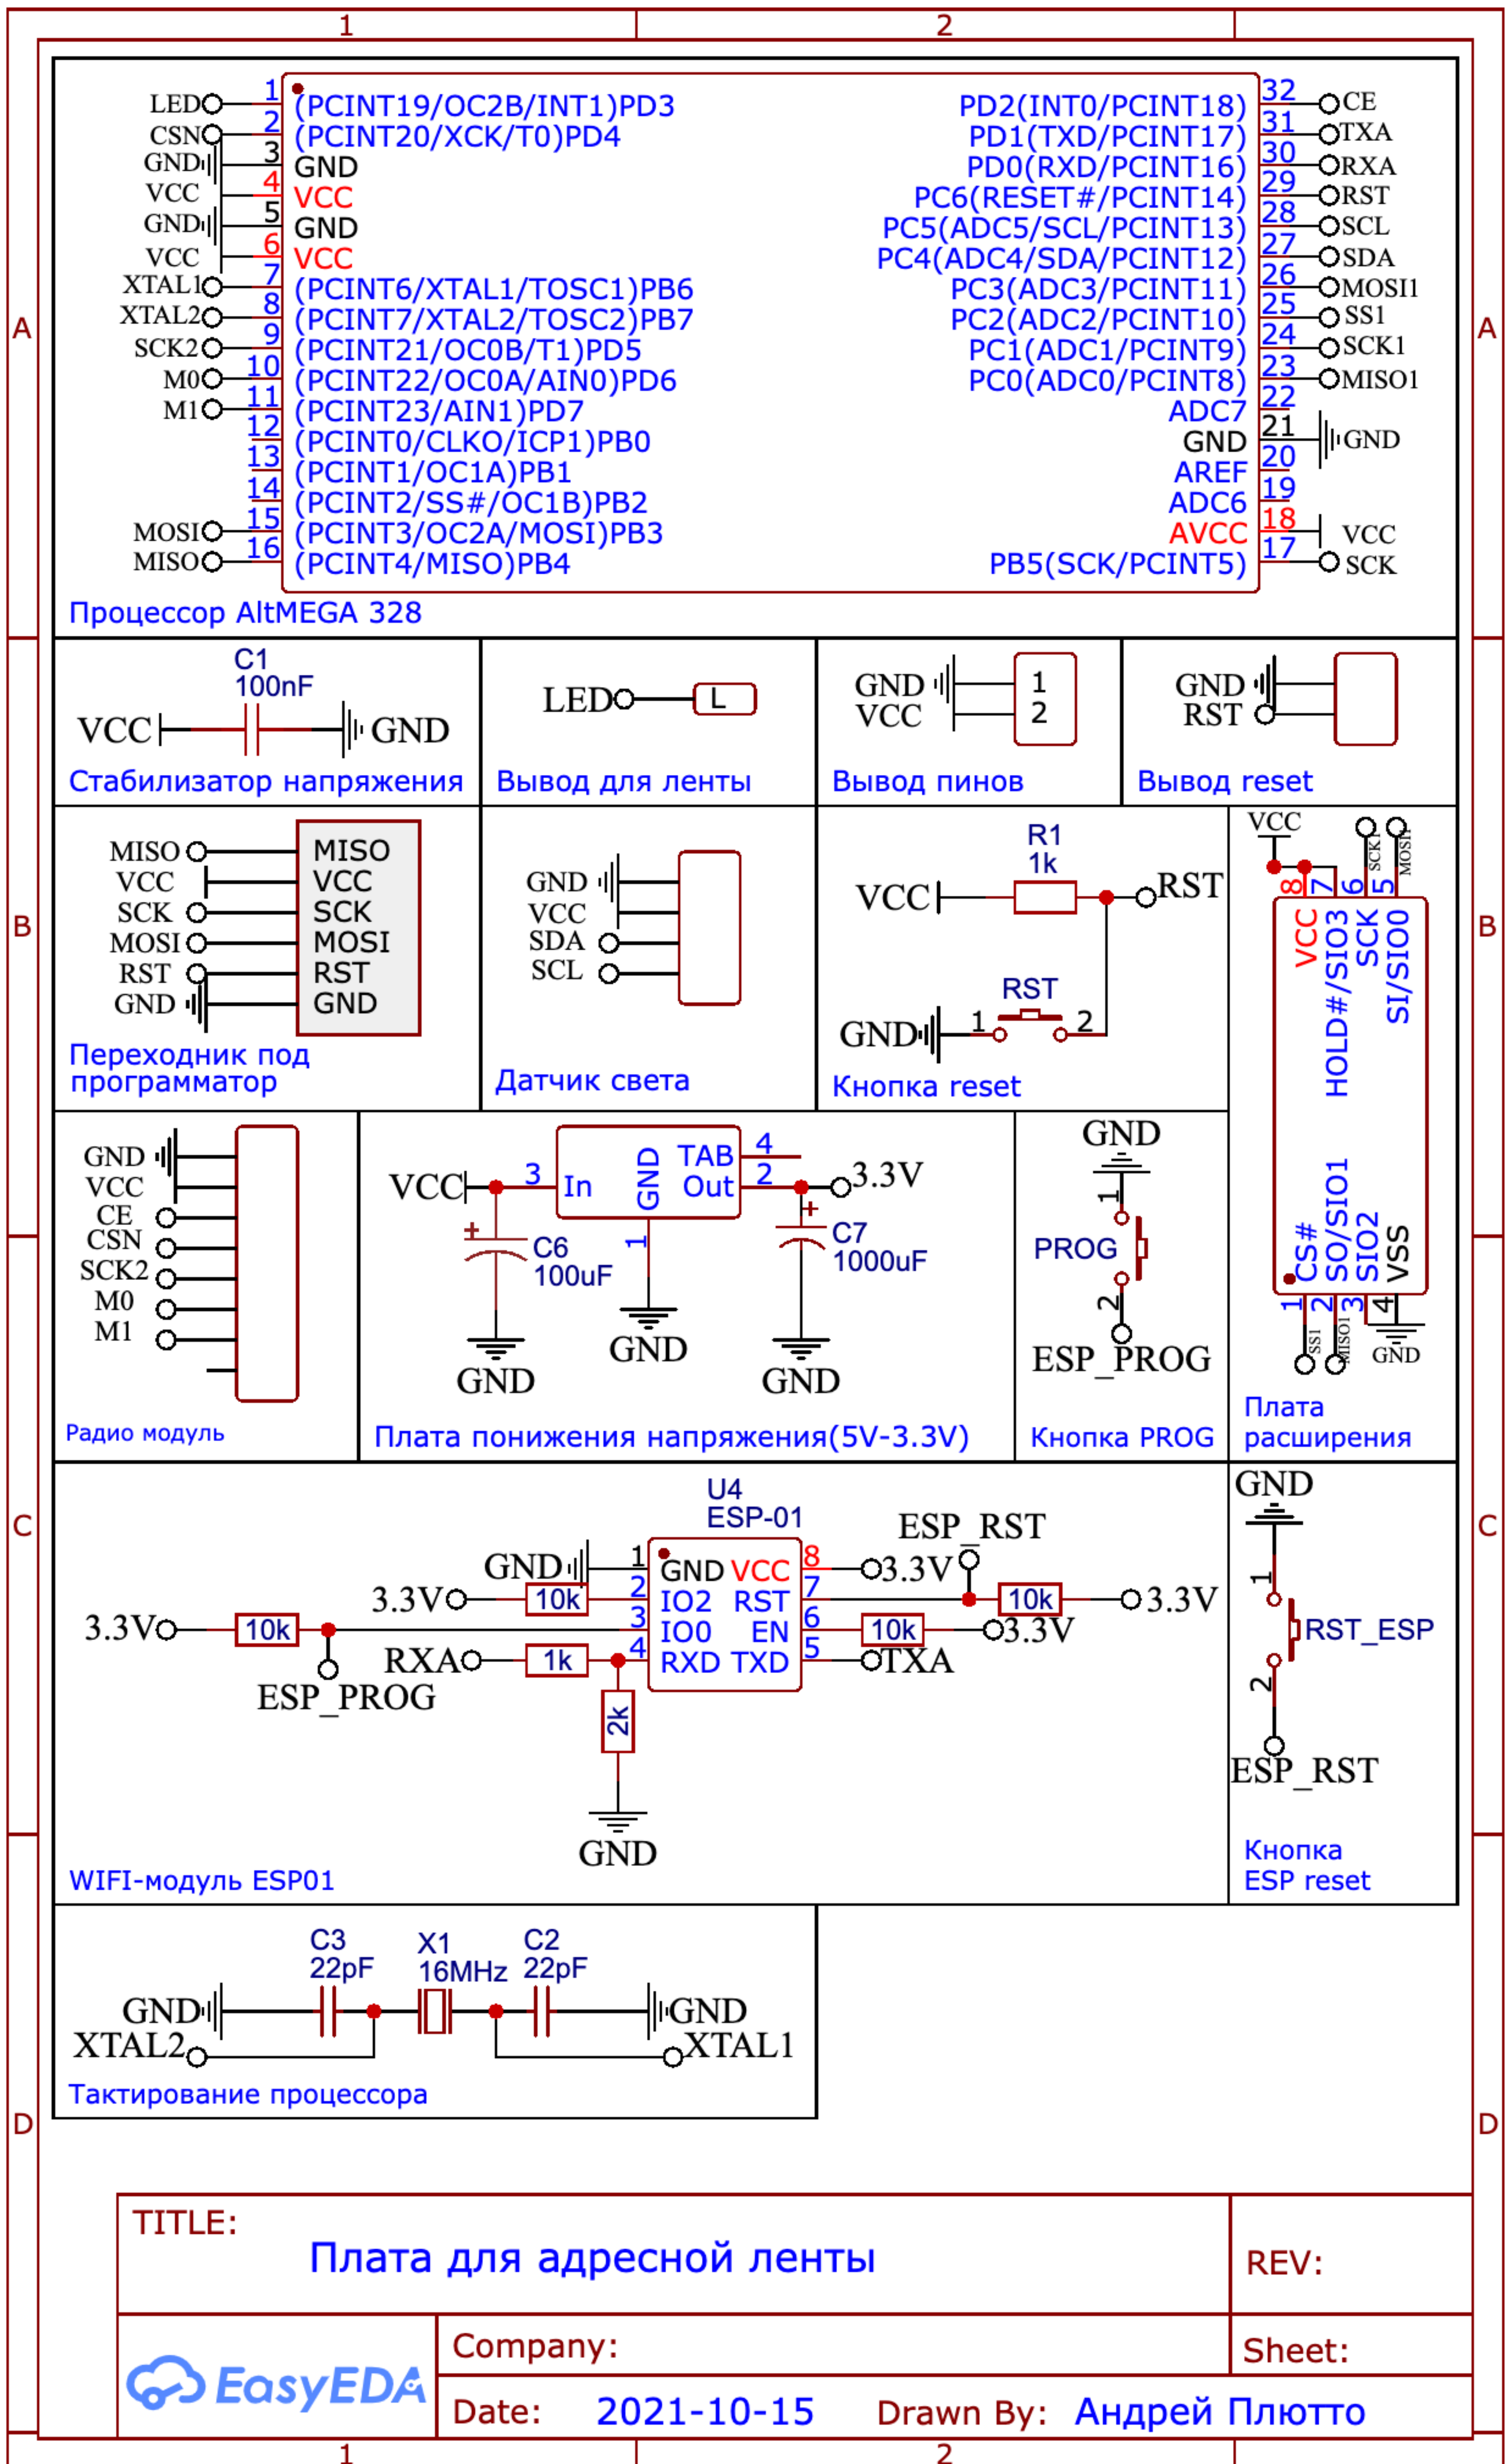 1 2
A A
LED 1 (PCINT19/OC2B/INT1)PD3 PD2(INT0/PCINT18) 32 CE
CSN 2 (PCINT20/XCK/T0)PD4 PD1(TXD/PCINT17) 31 TXA
GND 3 GND PD0(RXD/PCINT16) 30 RXA
VCC 4 VCC PC6(RESET#/PCINT14) 29 RST
GND 5 GND PC5(ADC5/SCL/PCINT13) 28 SCL
VCC 6 VCC PC4(ADC4/SDA/PCINT12) 27 SDA
XTAL1 7 (PCINT6/XTAL1/TOSC1)PB6 PC3(ADC3/PCINT11) 26 MOSI1
XTAL2 8 (PCINT7/XTAL2/TOSC2)PB7 PC2(ADC2/PCINT10) 25 SS1
SCK2 9 (PCINT21/OC0B/T1)PD5 PC1(ADC1/PCINT9) 24 SCK1
M0 10 (PCINT22/OC0A/AIN0)PD6 PC0(ADC0/PCINT8) 23 MISO1
M1 11 (PCINT23/AIN1)PD7 ADC7 22
12 (PCINT0/CLKO/ICP1)PB0 GND 21 GND
13 (PCINT1/OC1A)PB1 AREF 20
14 (PCINT2/SS#/OC1B)PB2 ADC6 19
MOSI 15 (PCINT3/OC2A/MOSI)PB3 AVCC 18 VCC
MISO 16 (PCINT4/MISO)PB4 PB5(SCK/PCINT5) 17 SCK
Процессор AltMEGA 328
C1
100nF
VCC GND
Стабилизатор напряжения
LED L
Вывод для ленты
GND 1
VCC 2
Вывод пинов
GND
RST
Вывод reset
B B
MISO MISO
VCC VCC
SCK SCK
MOSI MOSI
RST RST
GND GND
Переходник под
программатор
GND
VCC
SDA
SCL
Датчик света
R1
1k
VCC RST
RST
GND 1 2
Кнопка reset
VCC SCK1 MOSI1
8 7 6 5
VCC HOLD#/SIO3 SCK SI/SIO0
CS# SO/SIO1 SIO2 VSS
1 2 3 4
SS1 MISO1 GND
Плата
расширения
GND
VCC
CE
CSN
SCK2
M0
M1
Радио модуль
VCC 3 In GND TAB 4
Out 2 3.3V
1
C6
100uF
C7
1000uF
GND GND GND
Плата понижения напряжения(5V-3.3V)
GND
1
PROG
2
ESP_PROG
Кнопка PROG
C C
U4
ESP-01
ESP_RST
GND 1 GND VCC 8 3.3V
3.3V 10k 2 IO2 RST 7 10k 3.3V
3.3V 10k 3 IO0 EN 6 10k 3.3V
RXA 1k 4 RXD TXD 5 TXA
ESP_PROG
2k
GND
WIFI-модуль ESP01
GND
1
RST_ESP
2
ESP_RST
Кнопка
ESP reset
C3 X1 C2
22pF 16MHz 22pF
GND GND
XTAL2 XTAL1
Тактирование процессора
D D
TITLE:
Плата для адресной ленты
REV:
EasyEDA
Company:
Sheet:
Date: 2021-10-15 Drawn By: Андрей Плютто
1 2